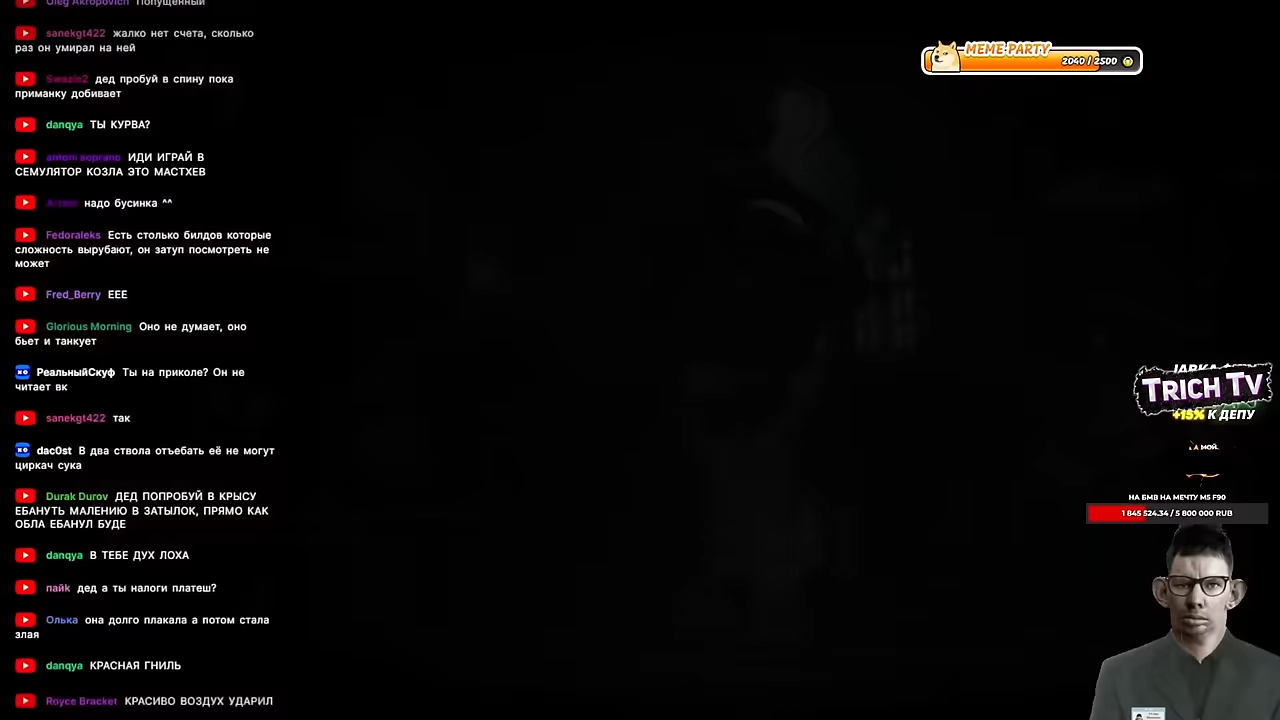 Oleg Akropovich Попущенный
sanekgt422 жалко нет счета, сколько
раз он умирал на ней
Swazin2 дед пробуй в спину пока
приманку добивает
danqya ТЫ КУРВА?
antoni soprano ИДИ ИГРАЙ В
СЕМУЛЯТОР КОЗЛА ЭТО МАСТХЕВ
надо бусинка ^^
Fedoraleks Есть столько билдов которые
сложность вырубают, он затуп посмотреть не
может
Fred_Berry ЕЕЕ
Glorious Morning Оно не думает, оно
бьет и танкует
РеальныйСкуф Ты на приколе? Он не
читает вк
sanekgt422 так
dac0st В два ствола отъебать её не могут
циркач сука
Durak Durov ДЕД ПОПРОБУЙ В КРЫСУ
ЕБАНУТЬ МАЛЕНИЮ В ЗАТЫЛОК, ПРЯМО КАК
ОБЛА ЕБАНУЛ БУДЕ
danqya В ТЕБЕ ДУХ ЛОХА
пайк дед а ты налоги платеш?
Олька она долго плакала а потом стала
злая
danqya КРАСНАЯ ГНИЛЬ
Royce Bracket КРАСИВО ВОЗДУХ УДАРИЛ
MEME PARTY
2040 / 2500
TRICH TV
+15% К ДЕПУ
МОЙ.
НА БМВ НА МЕЧТУ M5 F90
1 845 524.34 / 5 800 000 RUB